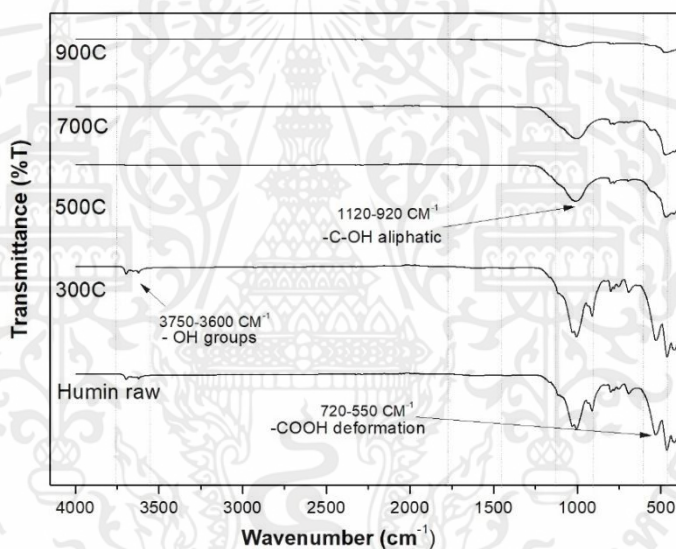 900C
700C
500C
1120-920 CM⁻¹
-C-OH aliphatic
300C
3750-3600 CM⁻¹
- OH groups
Humin raw
720-550 CM⁻¹
-COOH deformation
Transmittance (%T)
4000 3500 3000 2500 2000 1500 1000 500
Wavenumber (cm⁻¹)